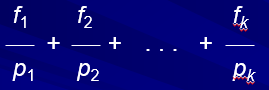 f1 f2 fk
— + — + . . . + —
p1 p2 pk